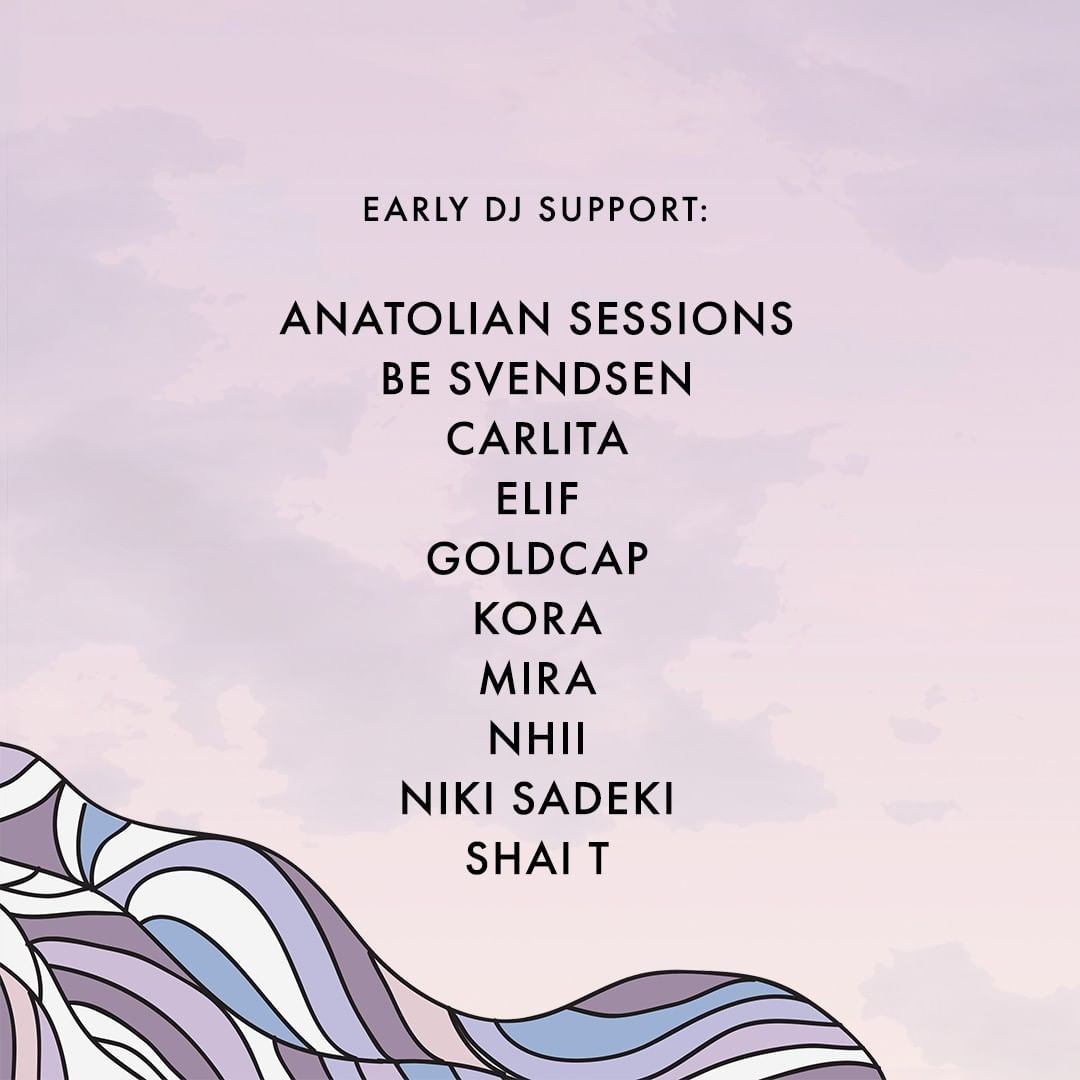 EARLY DJ SUPPORT:
ANATOLIAN SESSIONS
BE SVENDSEN
CARLITA
ELIF
GOLDCAP
KORA
MIRA
NHII
NIKI SADEKI
SHAI T